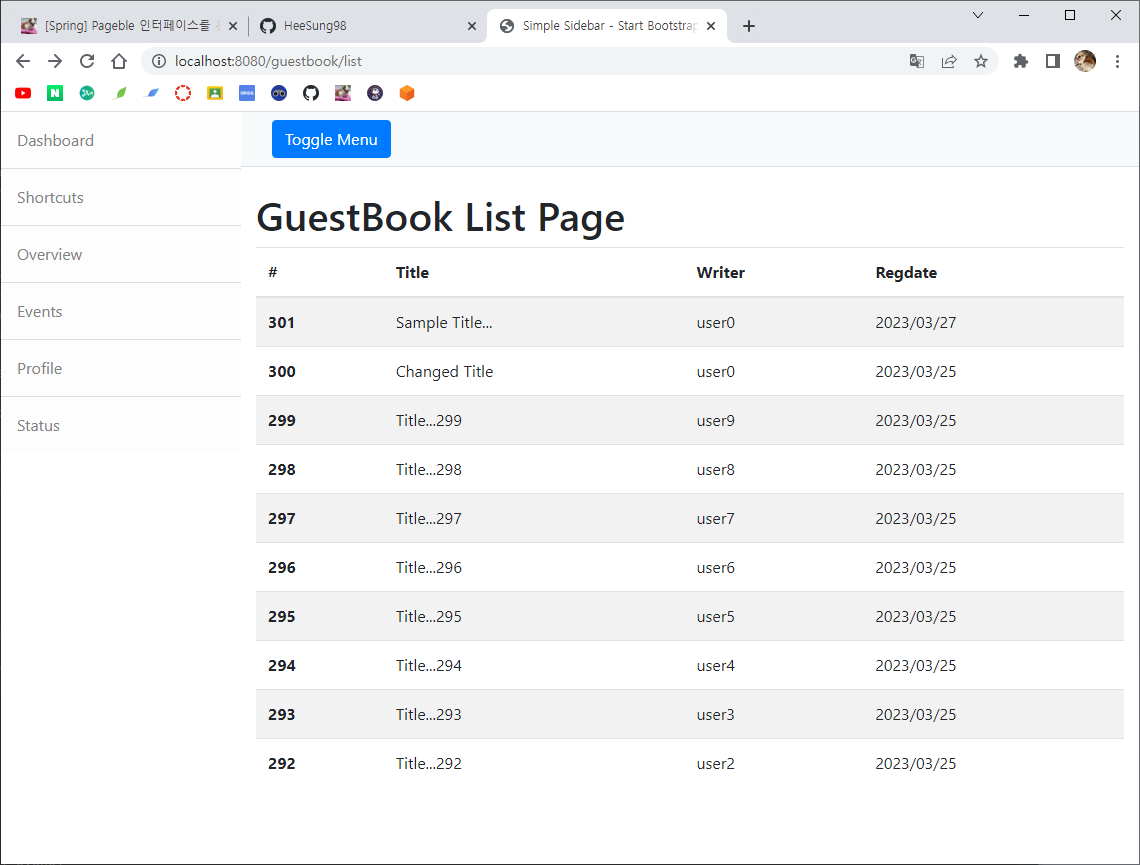 [Spring] Pageble 인터페이스를
HeeSung98
Simple Sidebar - Start Bootstrap
localhost:8080/guestbook/list
Dashboard
Toggle Menu
Shortcuts
Overview
Events
Profile
Status
GuestBook List Page
# Title Writer Regdate
301 Sample Title... user0 2023/03/27
300 Changed Title user0 2023/03/25
299 Title...299 user9 2023/03/25
298 Title...298 user8 2023/03/25
297 Title...297 user7 2023/03/25
296 Title...296 user6 2023/03/25
295 Title...295 user5 2023/03/25
294 Title...294 user4 2023/03/25
293 Title...293 user3 2023/03/25
292 Title...292 user2 2023/03/25